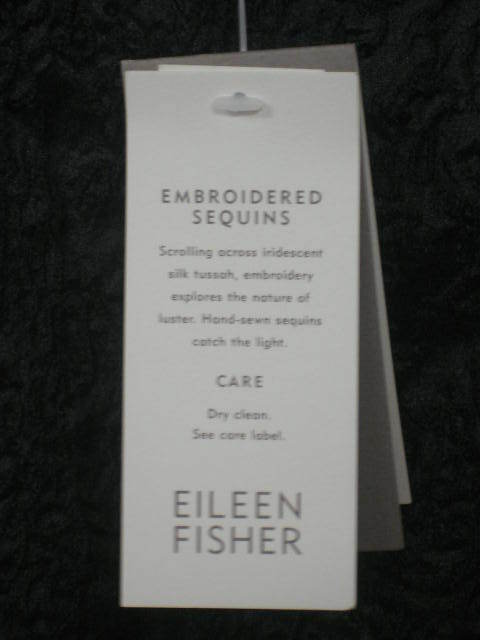 EMBROIDERED
SEQUINS
Scrolling across iridescent
silk tussah, embroidery
explores the nature of
luster. Hand-sewn sequins
catch the light.
CARE
Dry clean.
See care label.
EILEEN
FISHER